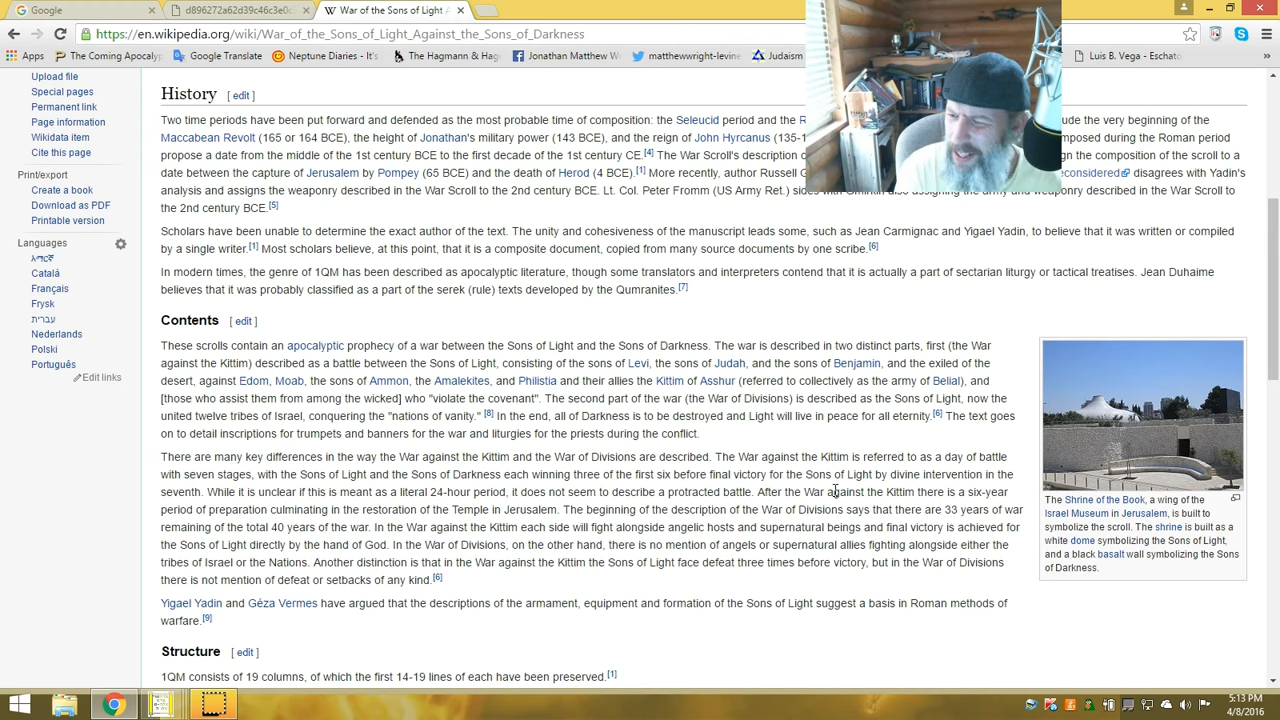 Google
d896272a62d39c46c3e0c
War of the Sons of Light A
https://en.wikipedia.org/wiki/War_of_the_Sons_of_Light_Against_the_Sons_of_Darkness
Apps
The Coming Apocalyp
Google Translate
Neptune Diaries - It's
The Hagmann & Hag
Jonathan Matthew W
matthewwright-levine
Judaism
Luis B. Vega - Eschato
Upload file
Special pages
Permanent link
Page information
Wikidata item
Cite this page
Print/export
Create a book
Download as PDF
Printable version
Languages
አማርኛ
Català
Français
Frysk
עברית
Nederlands
Polski
Português
Edit links
History [ edit ]
Two time periods have been put forward and defended as the most probable time of composition: the Seleucid period and the R ude the very beginning of the
Maccabean Revolt (165 or 164 BCE), the height of Jonathan's military power (143 BCE), and the reign of John Hyrcanus (135-1 mposed during the Roman period
propose a date from the middle of the 1st century BCE to the first decade of the 1st century CE.[4] The War Scroll's description o gn the composition of the scroll to a
date between the capture of Jerusalem by Pompey (65 BCE) and the death of Herod (4 BCE).[1] More recently, author Russell G econsidered disagrees with Yadin's
analysis and assigns the weaponry described in the War Scroll to the 2nd century BCE. Lt. Col. Peter Fromm (US Army Ret.) sides with Gmirkin also assigning the army and weaponry described in the War Scroll to
the 2nd century BCE.[5]
Scholars have been unable to determine the exact author of the text. The unity and cohesiveness of the manuscript leads some, such as Jean Carmignac and Yigael Yadin, to believe that it was written or compiled
by a single writer.[1] Most scholars believe, at this point, that it is a composite document, copied from many source documents by one scribe.[6]
In modern times, the genre of 1QM has been described as apocalyptic literature, though some translators and interpreters contend that it is actually a part of sectarian liturgy or tactical treatises. Jean Duhaime
believes that it was probably classified as a part of the serek (rule) texts developed by the Qumranites.[7]
Contents [ edit ]
These scrolls contain an apocalyptic prophecy of a war between the Sons of Light and the Sons of Darkness. The war is described in two distinct parts, first (the War
against the Kittim) described as a battle between the Sons of Light, consisting of the sons of Levi, the sons of Judah, and the sons of Benjamin, and the exiled of the
desert, against Edom, Moab, the sons of Ammon, the Amalekites, and Philistia and their allies the Kittim of Asshur (referred to collectively as the army of Belial), and
[those who assist them from among the wicked] who "violate the covenant". The second part of the war (the War of Divisions) is described as the Sons of Light, now the
united twelve tribes of Israel, conquering the "nations of vanity." [8] In the end, all of Darkness is to be destroyed and Light will live in peace for all eternity.[6] The text goes
on to detail inscriptions for trumpets and banners for the war and liturgies for the priests during the conflict.
There are many key differences in the way the War against the Kittim and the War of Divisions are described. The War against the Kittim is referred to as a day of battle
with seven stages, with the Sons of Light and the Sons of Darkness each winning three of the first six before final victory for the Sons of Light by divine intervention in the
seventh. While it is unclear if this is meant as a literal 24-hour period, it does not seem to describe a protracted battle. After the War against the Kittim there is a six-year
period of preparation culminating in the restoration of the Temple in Jerusalem. The beginning of the description of the War of Divisions says that there are 33 years of war
remaining of the total 40 years of the war. In the War against the Kittim each side will fight alongside angelic hosts and supernatural beings and final victory is achieved for
the Sons of Light directly by the hand of God. In the War of Divisions, on the other hand, there is no mention of angels or supernatural allies fighting alongside either the
tribes of Israel or the Nations. Another distinction is that in the War against the Kittim the Sons of Light face defeat three times before victory, but in the War of Divisions
there is not mention of defeat or setbacks of any kind.[6]
Yigael Yadin and Géza Vermes have argued that the descriptions of the armament, equipment and formation of the Sons of Light suggest a basis in Roman methods of
warfare.[9]
Structure [ edit ]
1QM consists of 19 columns, of which the first 14-19 lines of each have been preserved.[1]
The Shrine of the Book, a wing of the
Israel Museum in Jerusalem, is built to
symbolize the scroll. The shrine is built as a
white dome symbolizing the Sons of Light,
and a black basalt wall symbolizing the Sons
of Darkness.
5:13 PM
4/8/2016